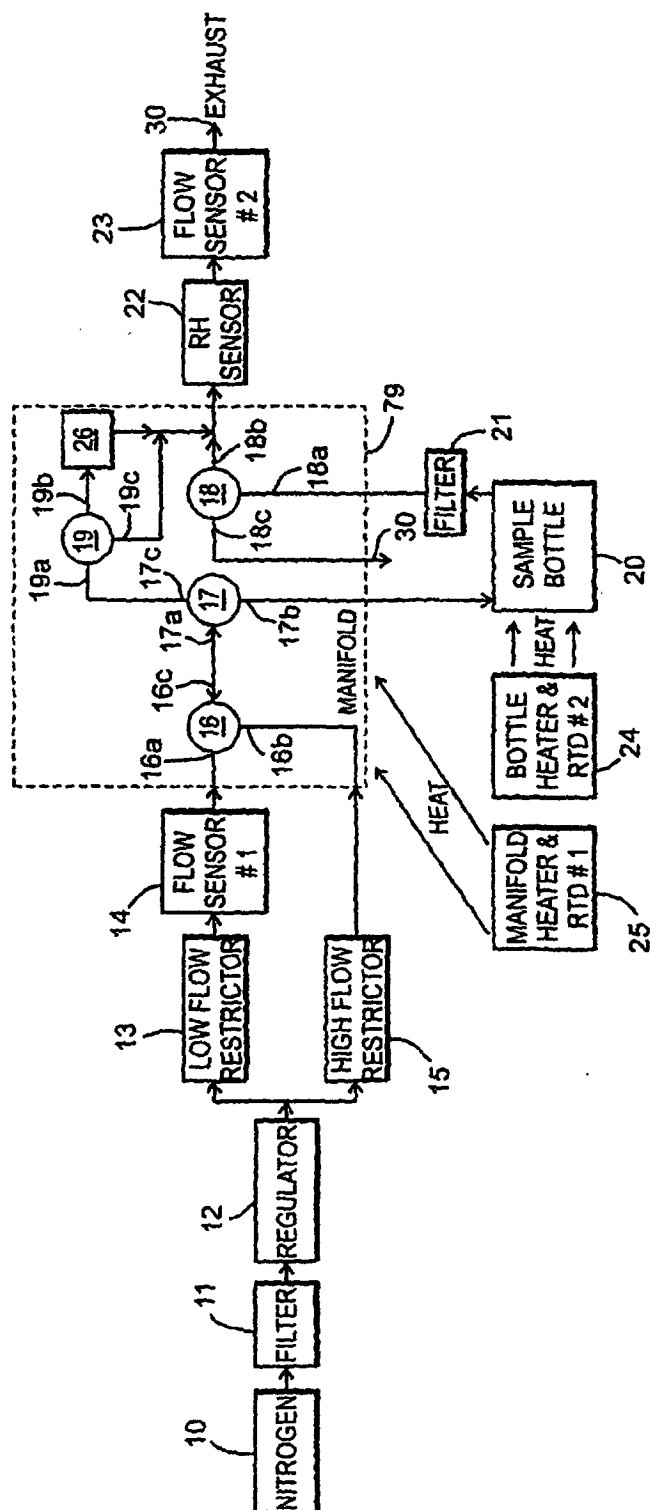 10
NITROGEN
11
FILTER
12
REGULATOR
13
LOW FLOW
RESTRICTOR
14
FLOW
SENSOR
#1
HIGH FLOW
RESTRICTOR
15
16a
16
16b
16c
17a
17
17b
17c
19a
19
19b
19c
26
18
18a
18b
18c
30
MANIFOLD
79
RH
SENSOR
22
FLOW
SENSOR
#2
23
30
EXHAUST
21
FILTER
SAMPLE
BOTTLE
20
HEAT
BOTTLE
HEATER &
RTD #2
24
HEAT
MANIFOLD
HEATER &
RTD #1
25